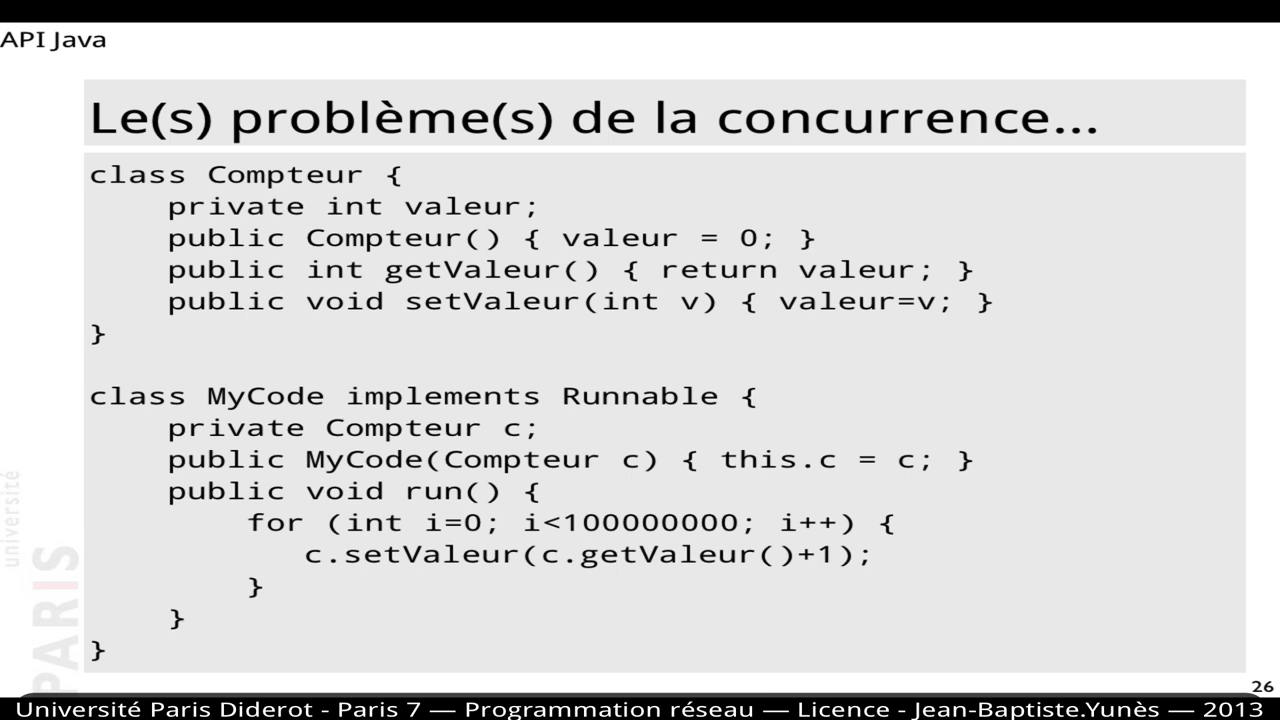 API Java
Le(s) problème(s) de la concurrence...
class Compteur {
private int valeur;
public Compteur() { valeur = 0; }
public int getValeur() { return valeur; }
public void setValeur(int v) { valeur=v; }
}
class MyCode implements Runnable {
private Compteur c;
public MyCode(Compteur c) { this.c = c; }
public void run() {
for (int i=0; i<100000000; i++) {
c.setValeur(c.getValeur()+1);
}
}
}
université
PARIS
26
Université Paris Diderot - Paris 7 — Programmation réseau — Licence - Jean-Baptiste.Yunès — 2013